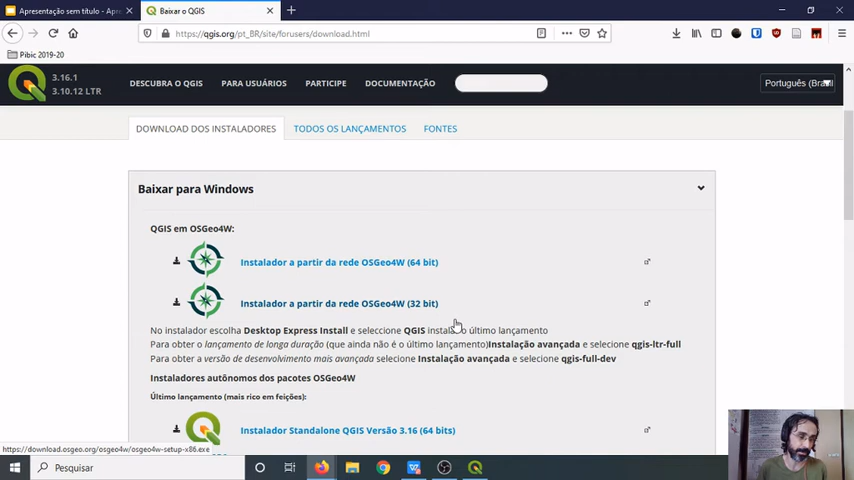 Apresentação sem título - Apres
Baixar o QGIS
https://qgis.org/pt_BR/site/forusers/download.html
Pibic 2019-20
3.16.1
3.10.12 LTR
DESCUBRA O QGIS
PARA USUÁRIOS
PARTICIPE
DOCUMENTAÇÃO
Português (Brasil
DOWNLOAD DOS INSTALADORES
TODOS OS LANÇAMENTOS
FONTES
Baixar para Windows
QGIS em OSGeo4W:
Instalador a partir da rede OSGeo4W (64 bit)
Instalador a partir da rede OSGeo4W (32 bit)
No instalador escolha Desktop Express Install e seleccione QGIS instala o último lançamento
Para obter o lançamento de longa duração (que ainda não é o último lançamento)Instalação avançada e selecione qgis-ltr-full
Para obter a versão de desenvolvimento mais avançada selecione Instalação avançada e selecione qgis-full-dev
Instaladores autônomos dos pacotes OSGeo4W
Último lançamento (mais rico em feições):
Instalador Standalone QGIS Versão 3.16 (64 bits)
https://download.osgeo.org/osgeo4w/osgeo4w-setup-x86.exe
Pesquisar